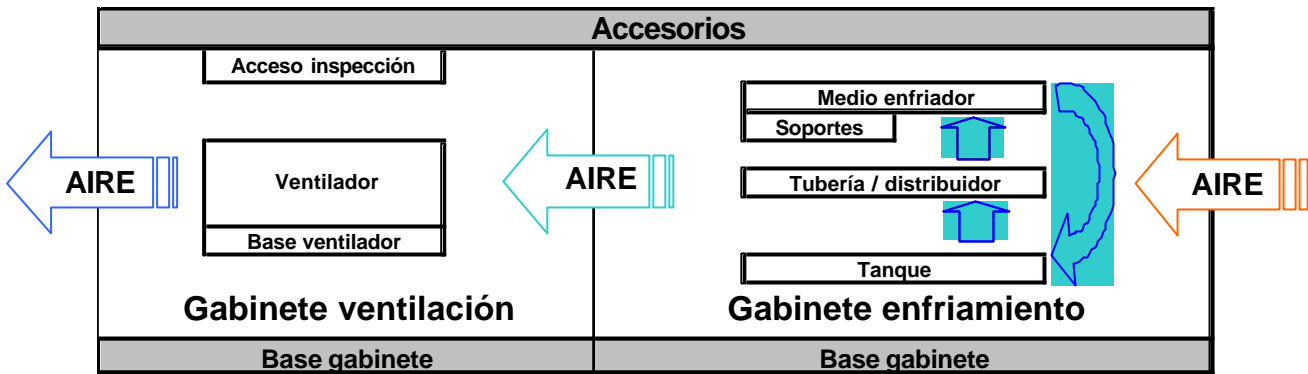 Accesorios
Acceso inspección
Medio enfriador
Soportes
AIRE
Ventilador
AIRE
Tubería / distribuidor
AIRE
Base ventilador
Tanque
Gabinete ventilación
Gabinete enfriamiento
Base gabinete
Base gabinete